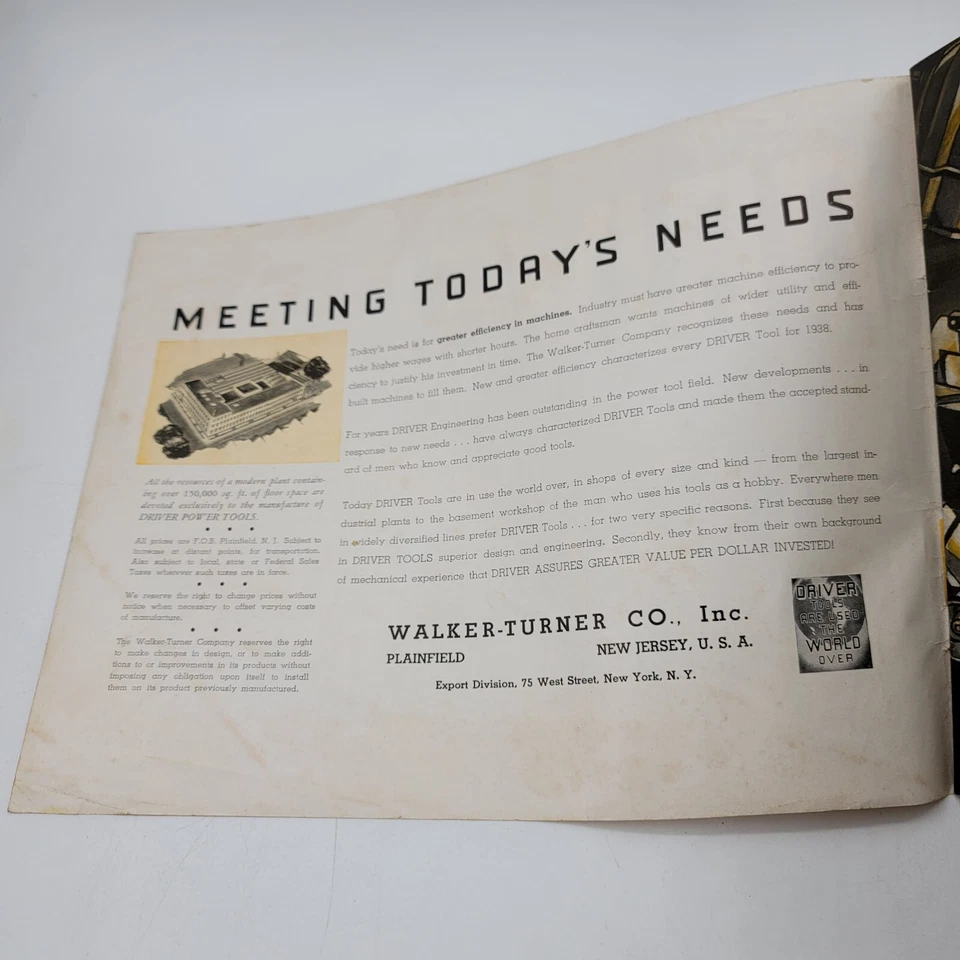 MEETING TODAY'S NEEDS
Today's need is for greater efficiency in machines. Industry must have greater machine efficiency to pro-
vide higher wages with shorter hours. The home craftsman wants machines of wider utility and effi-
ciency to justify his investment in time. The Walker-Turner Company recognizes these needs and has
built machines to fill them. New and greater efficiency characterizes every DRIVER Tool for 1938.
For years DRIVER Engineering has been outstanding in the power tool field. New developments . . . in
response to new needs . . . have always characterized DRIVER Tools and made them the accepted stand-
ard of men who know and appreciate good tools.
Today DRIVER Tools are in use the world over, in shops of every size and kind — from the largest in-
dustrial plants to the basement workshop of the man who uses his tools as a hobby. Everywhere men
in widely diversified lines prefer DRIVER Tools . . . for two very specific reasons. First because they see
in DRIVER TOOLS superior design and engineering. Secondly, they know from their own background
of mechanical experience that DRIVER ASSURES GREATER VALUE PER DOLLAR INVESTED!
All the resources of a modern plant contain-
ing over 150,000 sq. ft. of floor space are
devoted exclusively to the manufacture of
DRIVER POWER TOOLS.
• • •
All prices are F.O.B. Plainfield, N. J. Subject to
increase at distant points, for transportation.
Also subject to local, state or Federal Sales
Taxes wherever such taxes are in force.
• • •
We reserve the right to change prices without
notice when necessary to offset varying costs
of manufacture.
• • •
The Walker-Turner Company reserves the right
to make changes in design, or to make addi-
tions to or improvements in its products without
imposing any obligation upon itself to install
them on its product previously manufactured.
WALKER-TURNER CO., Inc.
PLAINFIELD NEW JERSEY, U. S. A.
Export Division, 75 West Street, New York, N. Y.
DRIVER
TOOLS
ARE USED
THE
WORLD
OVER